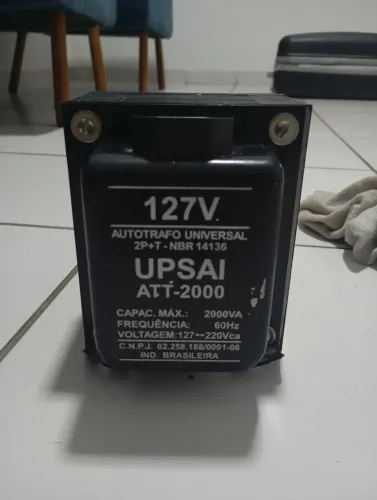 127V.
AUTOTRAFO UNIVERSAL
2P+T - NBR 14136
UPSAI
ATT-2000
CAPAC. MÁX.: 2000VA
FREQUÊNCIA: 60Hz
VOLTAGEM:127↔220Vca
C.N.P.J. 02.258.188/0001-06
IND. BRASILEIRA